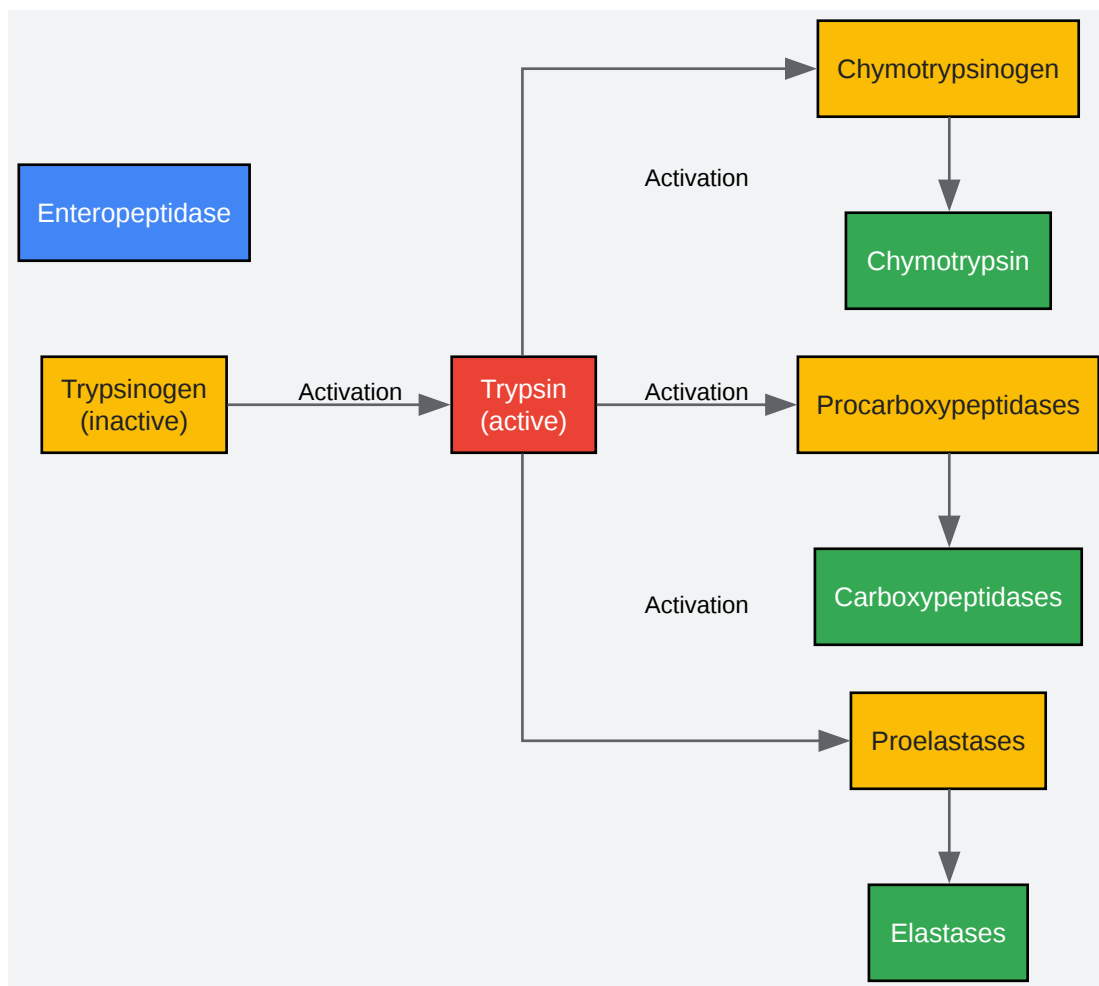 Chymotrypsinogen
Activation
Enteropeptidase
Chymotrypsin
Trypsinogen
(inactive)
Activation
Trypsin
(active)
Activation
Procarboxypeptidases
Carboxypeptidases
Activation
Proelastases
Elastases